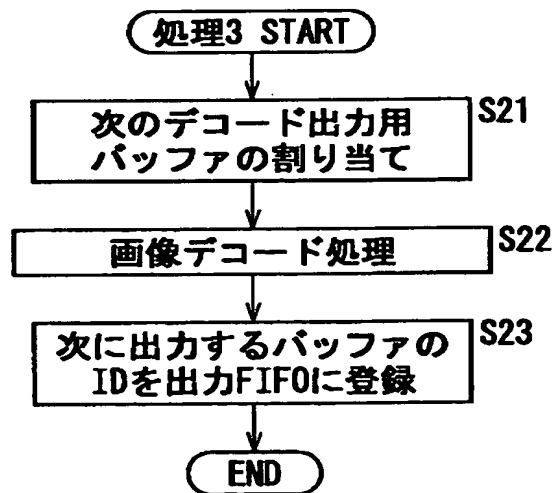 処理3 START
次のデコード出力用
バッファの割り当て
S21
画像デコード処理
S22
次に出力するバッファの
IDを出力FIFOに登録
S23
END